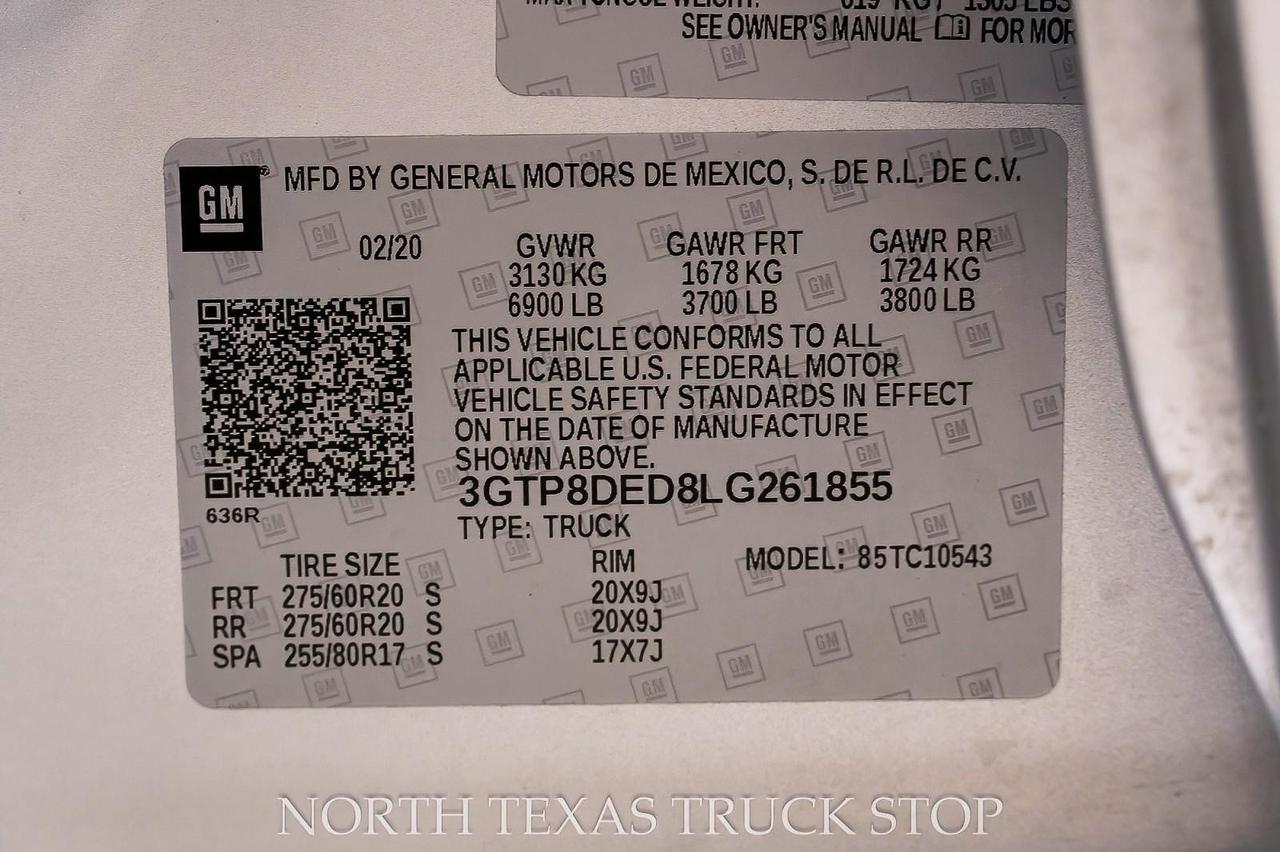 SEE OWNER'S MANUAL FOR MOR
GM
MFD BY GENERAL MOTORS DE MEXICO, S. DE R.L. DE C.V.
02/20 GVWR GAWR FRT GAWR RR
3130 KG 1678 KG 1724 KG
6900 LB 3700 LB 3800 LB
THIS VEHICLE CONFORMS TO ALL
APPLICABLE U.S. FEDERAL MOTOR
VEHICLE SAFETY STANDARDS IN EFFECT
ON THE DATE OF MANUFACTURE
SHOWN ABOVE.
3GTP8DED8LG261855
636R
TYPE: TRUCK
TIRE SIZE RIM MODEL: 85TC10543
FRT 275/60R20 S 20X9J
RR 275/60R20 S 20X9J
SPA 255/80R17 S 17X7J
NORTH TEXAS TRUCK STOP